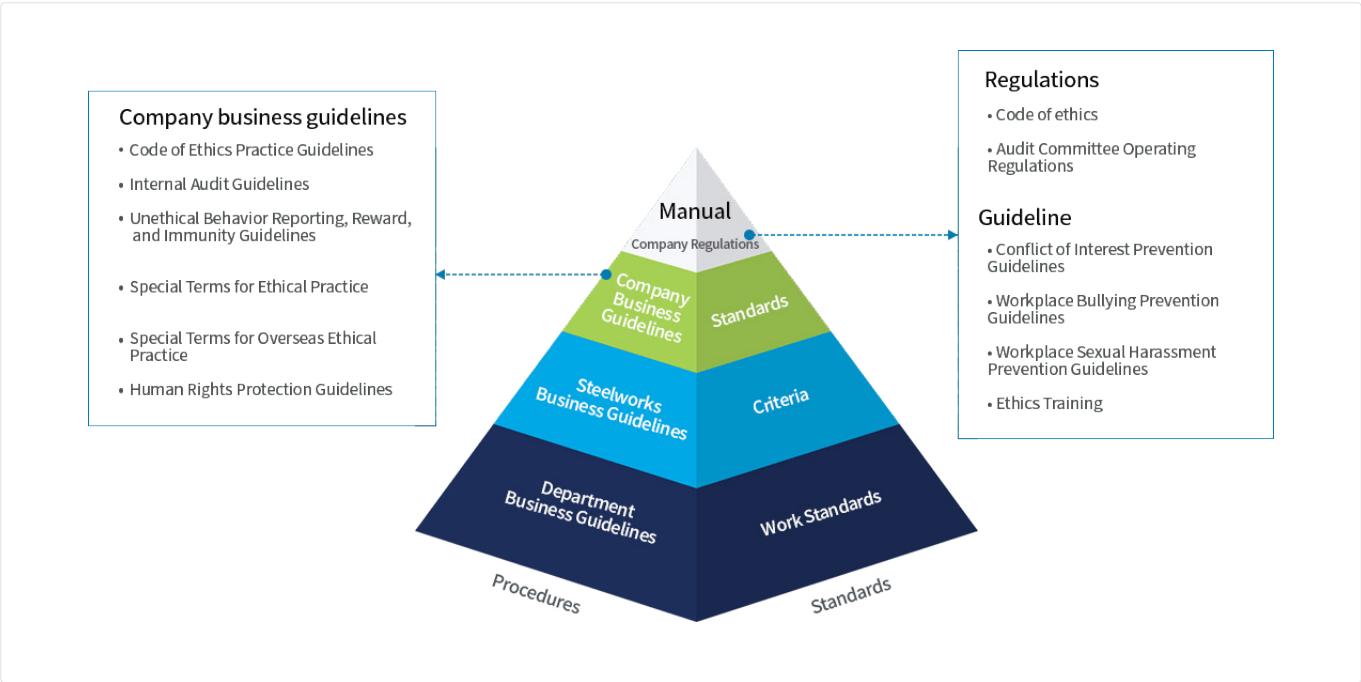 Company business guidelines
• Code of Ethics Practice Guidelines
• Internal Audit Guidelines
• Unethical Behavior Reporting, Reward,
and Immunity Guidelines
• Special Terms for Ethical Practice
• Special Terms for Overseas Ethical
Practice
• Human Rights Protection Guidelines
Manual
Company Regulations
Company
Business
Guidelines
Standards
Steelworks
Business Guidelines
Criteria
Department
Business Guidelines
Work Standards
Procedures
Standards
Regulations
• Code of ethics
• Audit Committee Operating
Regulations
Guideline
• Conflict of Interest Prevention
Guidelines
• Workplace Bullying Prevention
Guidelines
• Workplace Sexual Harassment
Prevention Guidelines
• Ethics Training